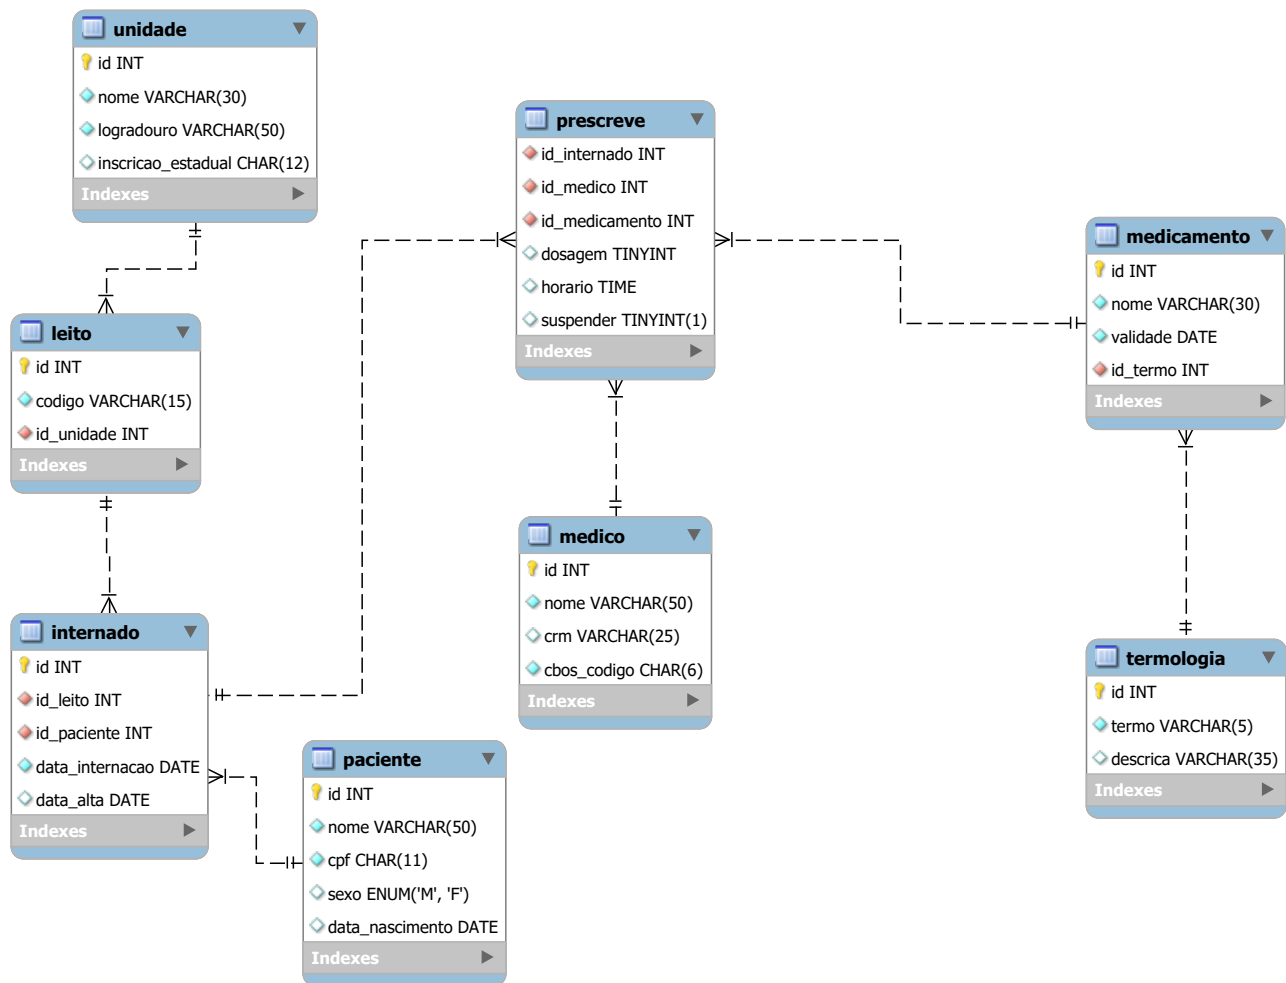 unidade
id INT
nome VARCHAR(30)
logradouro VARCHAR(50)
inscricao_estadual CHAR(12)
Indexes
prescreve
id_internado INT
id_medico INT
id_medicamento INT
dosagem TINYINT
horario TIME
suspender TINYINT(1)
Indexes
medicamento
id INT
nome VARCHAR(30)
validade DATE
id_termo INT
Indexes
leito
id INT
codigo VARCHAR(15)
id_unidade INT
Indexes
medico
id INT
nome VARCHAR(50)
crm VARCHAR(25)
cbos_codigo CHAR(6)
Indexes
internado
id INT
id_leito INT
id_paciente INT
data_internacao DATE
data_alta DATE
Indexes
termologia
id INT
termo VARCHAR(5)
descrica VARCHAR(35)
Indexes
paciente
id INT
nome VARCHAR(50)
cpf CHAR(11)
sexo ENUM('M', 'F')
data_nascimento DATE
Indexes